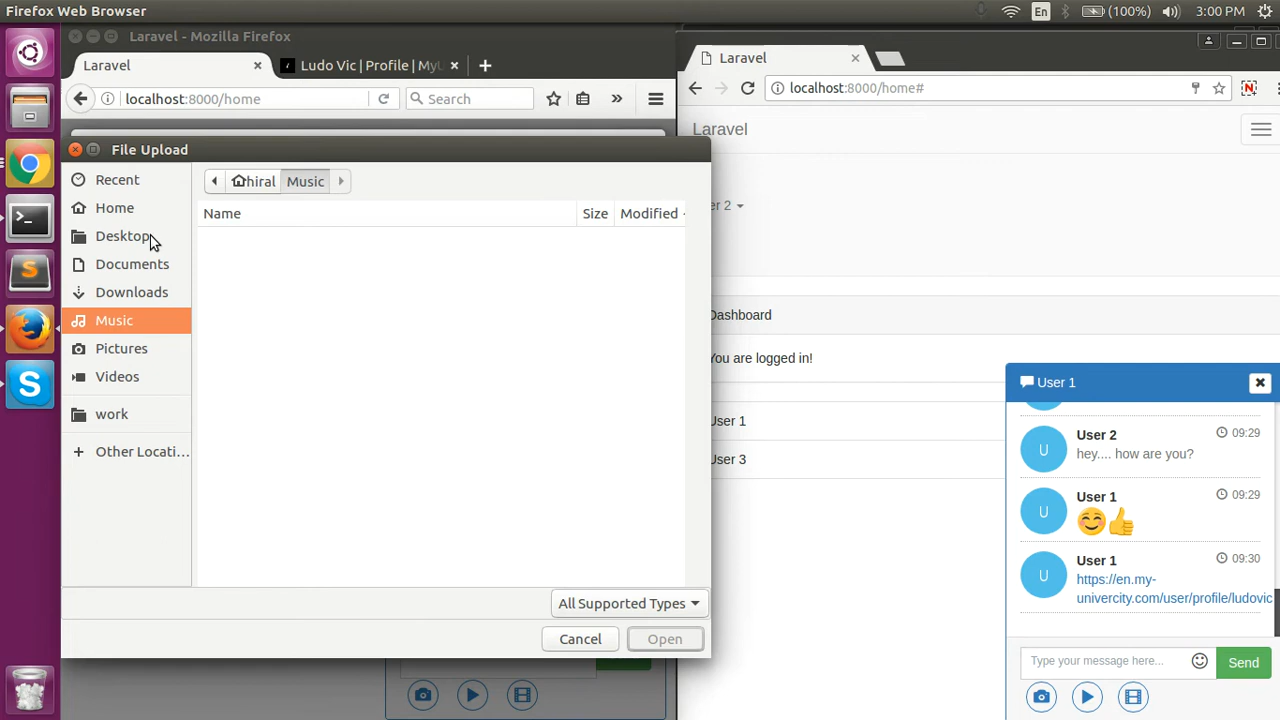 Firefox Web Browser
En
(100%)
3:00 PM
Laravel - Mozilla Firefox
Laravel
Ludo Vic | Profile | MyU
localhost:8000/home
Search
File Upload
Recent
Home
Desktop
Documents
Downloads
Music
Pictures
Videos
work
Other Locati...
hiral
Music
Name
Size
Modified
All Supported Types
Cancel
Open
Laravel
localhost:8000/home#
Laravel
er 2
Dashboard
You are logged in!
User 1
User 3
User 1
User 2
09:29
hey.... how are you?
User 1
09:29
User 1
09:30
https://en.my-
univercity.com/user/profile/ludovic
Type your message here...
Send
U
U
U
S
N